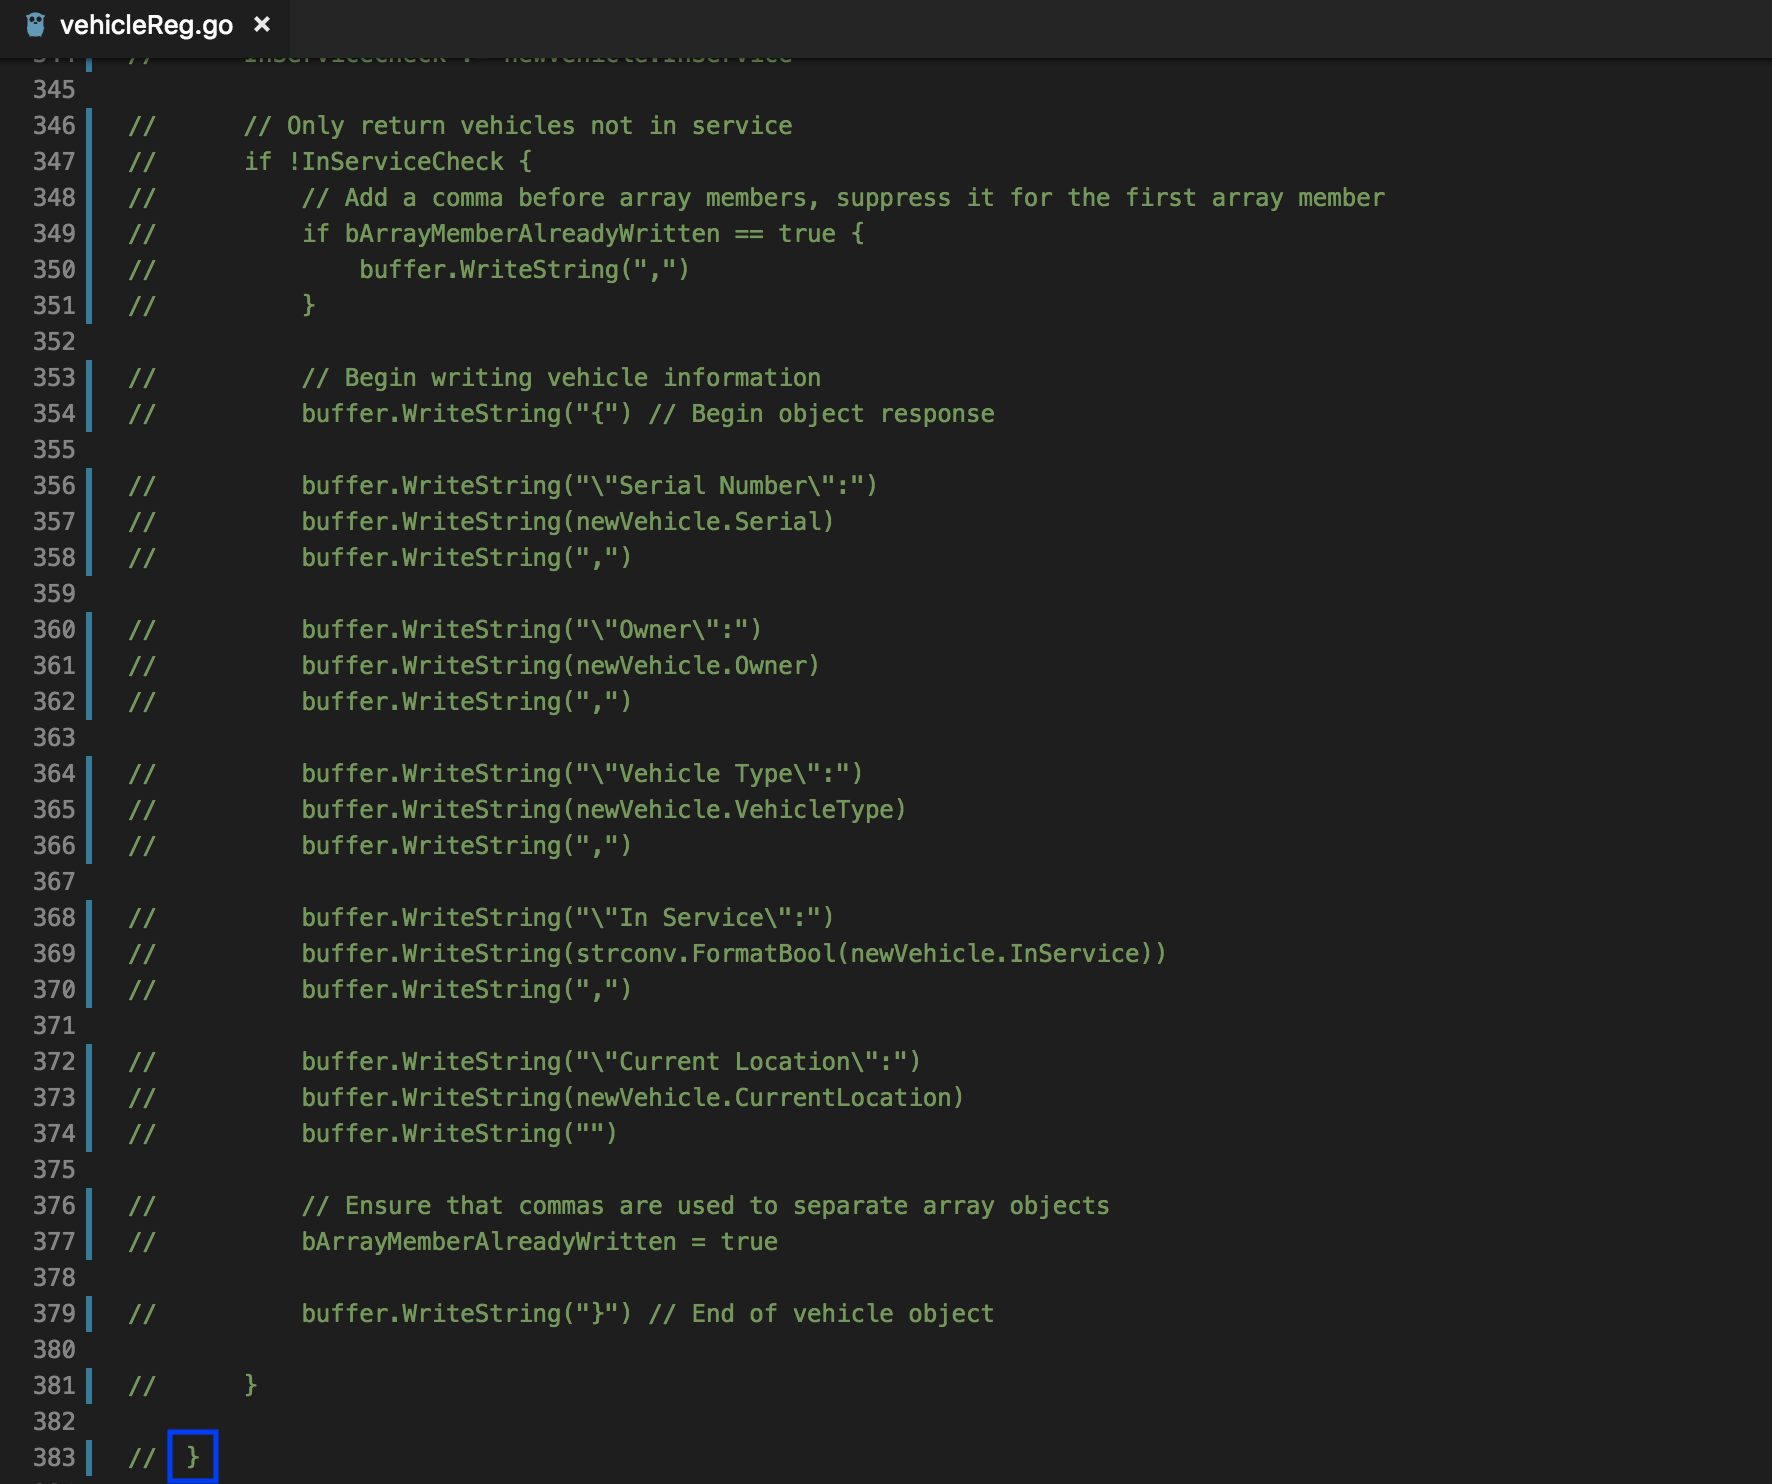 vehicleReg.go ×
345
346 // // Only return vehicles not in service
347 // if !InServiceCheck {
348 // // Add a comma before array members, suppress it for the first array member
349 // if bArrayMemberAlreadyWritten == true {
350 // buffer.WriteString(",")
351 // }
352
353 // // Begin writing vehicle information
354 // buffer.WriteString("{") // Begin object response
355
356 // buffer.WriteString("\"Serial Number\":")
357 // buffer.WriteString(newVehicle.Serial)
358 // buffer.WriteString(",")
359
360 // buffer.WriteString("\"Owner\":")
361 // buffer.WriteString(newVehicle.Owner)
362 // buffer.WriteString(",")
363
364 // buffer.WriteString("\"Vehicle Type\":")
365 // buffer.WriteString(newVehicle.VehicleType)
366 // buffer.WriteString(",")
367
368 // buffer.WriteString("\"In Service\":")
369 // buffer.WriteString(strconv.FormatBool(newVehicle.InService))
370 // buffer.WriteString(",")
371
372 // buffer.WriteString("\"Current Location\":")
373 // buffer.WriteString(newVehicle.CurrentLocation)
374 // buffer.WriteString("")
375
376 // // Ensure that commas are used to separate array objects
377 // bArrayMemberAlreadyWritten = true
378
379 // buffer.WriteString("}") // End of vehicle object
380
381 // }
382
383 // }